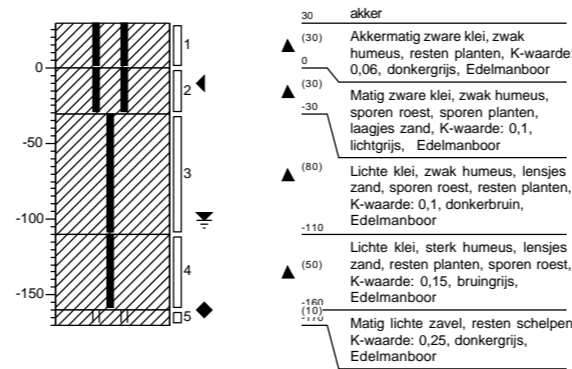 30 akker
(30) Akkermatig zware klei, zwak
humeus, resten planten, K-waarde:
0 0,06, donkergrijs, Edelmanboor
(30)
Matig zware klei, zwak humeus,
-30 sporen roest, sporen planten,
laagjes zand, K-waarde: 0,1,
lichtgrijs, Edelmanboor
(80) Lichte klei, zwak humeus, lensjes
zand, sporen roest, resten planten,
K-waarde: 0,1, donkerbruin,
Edelmanboor
-110
Lichte klei, sterk humeus, lensjes
(50) zand, resten planten, sporen roest,
K-waarde: 0,15, bruingrijs,
Edelmanboor
-160
(10)
-170 Matig lichte zavel, resten schelpen,
K-waarde: 0,25, donkergrijs,
Edelmanboor
0
-50
-100
-150
1
2
3
4
5